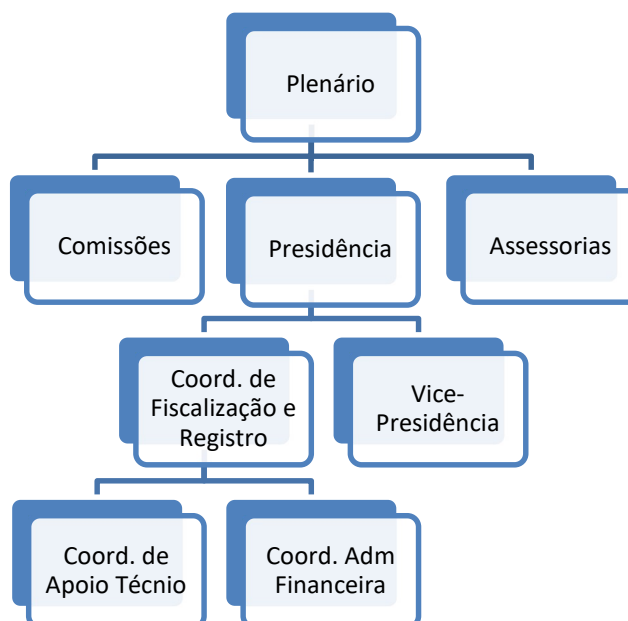 Plenário
Comissões
Presidência
Assessorias
Coord. de
Fiscalização e
Registro
Vice-
Presidência
Coord. de
Apoio Técnio
Coord. Adm
Financeira